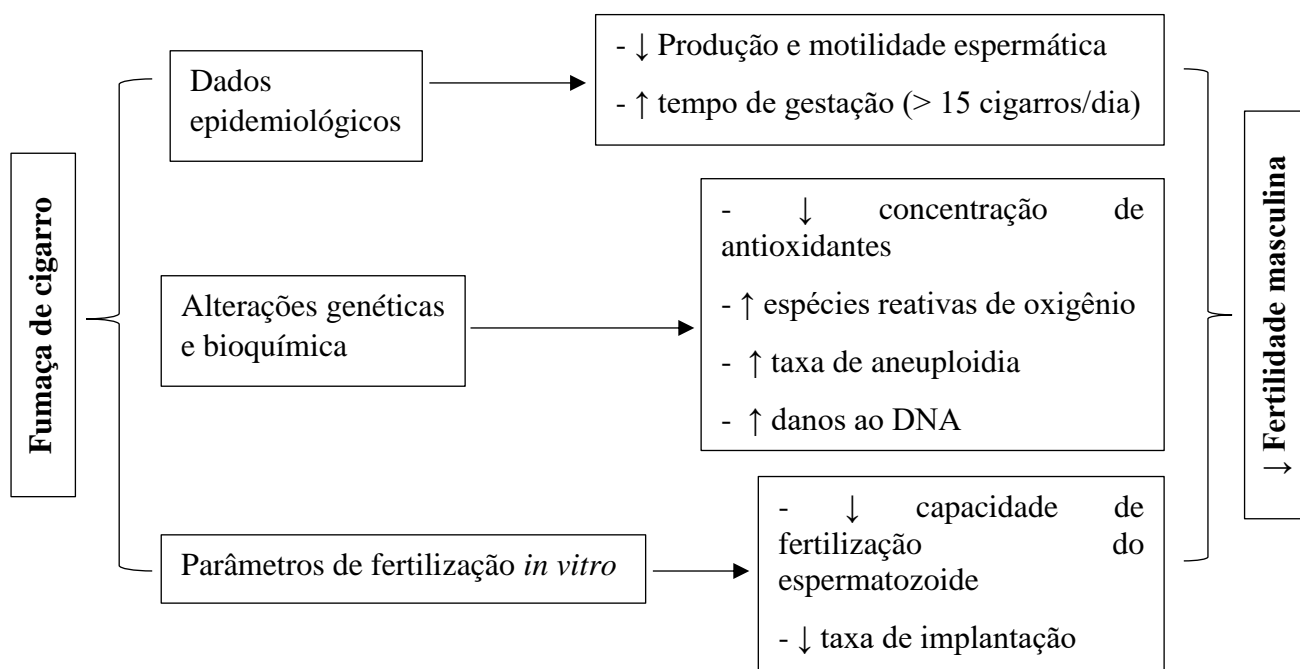 Fumaça de cigarro
Dados
epidemiológicos
- ↓ Produção e motilidade espermática
- ↑ tempo de gestação (> 15 cigarros/dia)
Alterações genéticas
e bioquímica
- ↓ concentração de
antioxidantes
- ↑ espécies reativas de oxigênio
- ↑ taxa de aneuploidia
- ↑ danos ao DNA
Parâmetros de fertilização in vitro
- ↓ capacidade de
fertilização do
espermatozoide
- ↓ taxa de implantação
↓ Fertilidade masculina